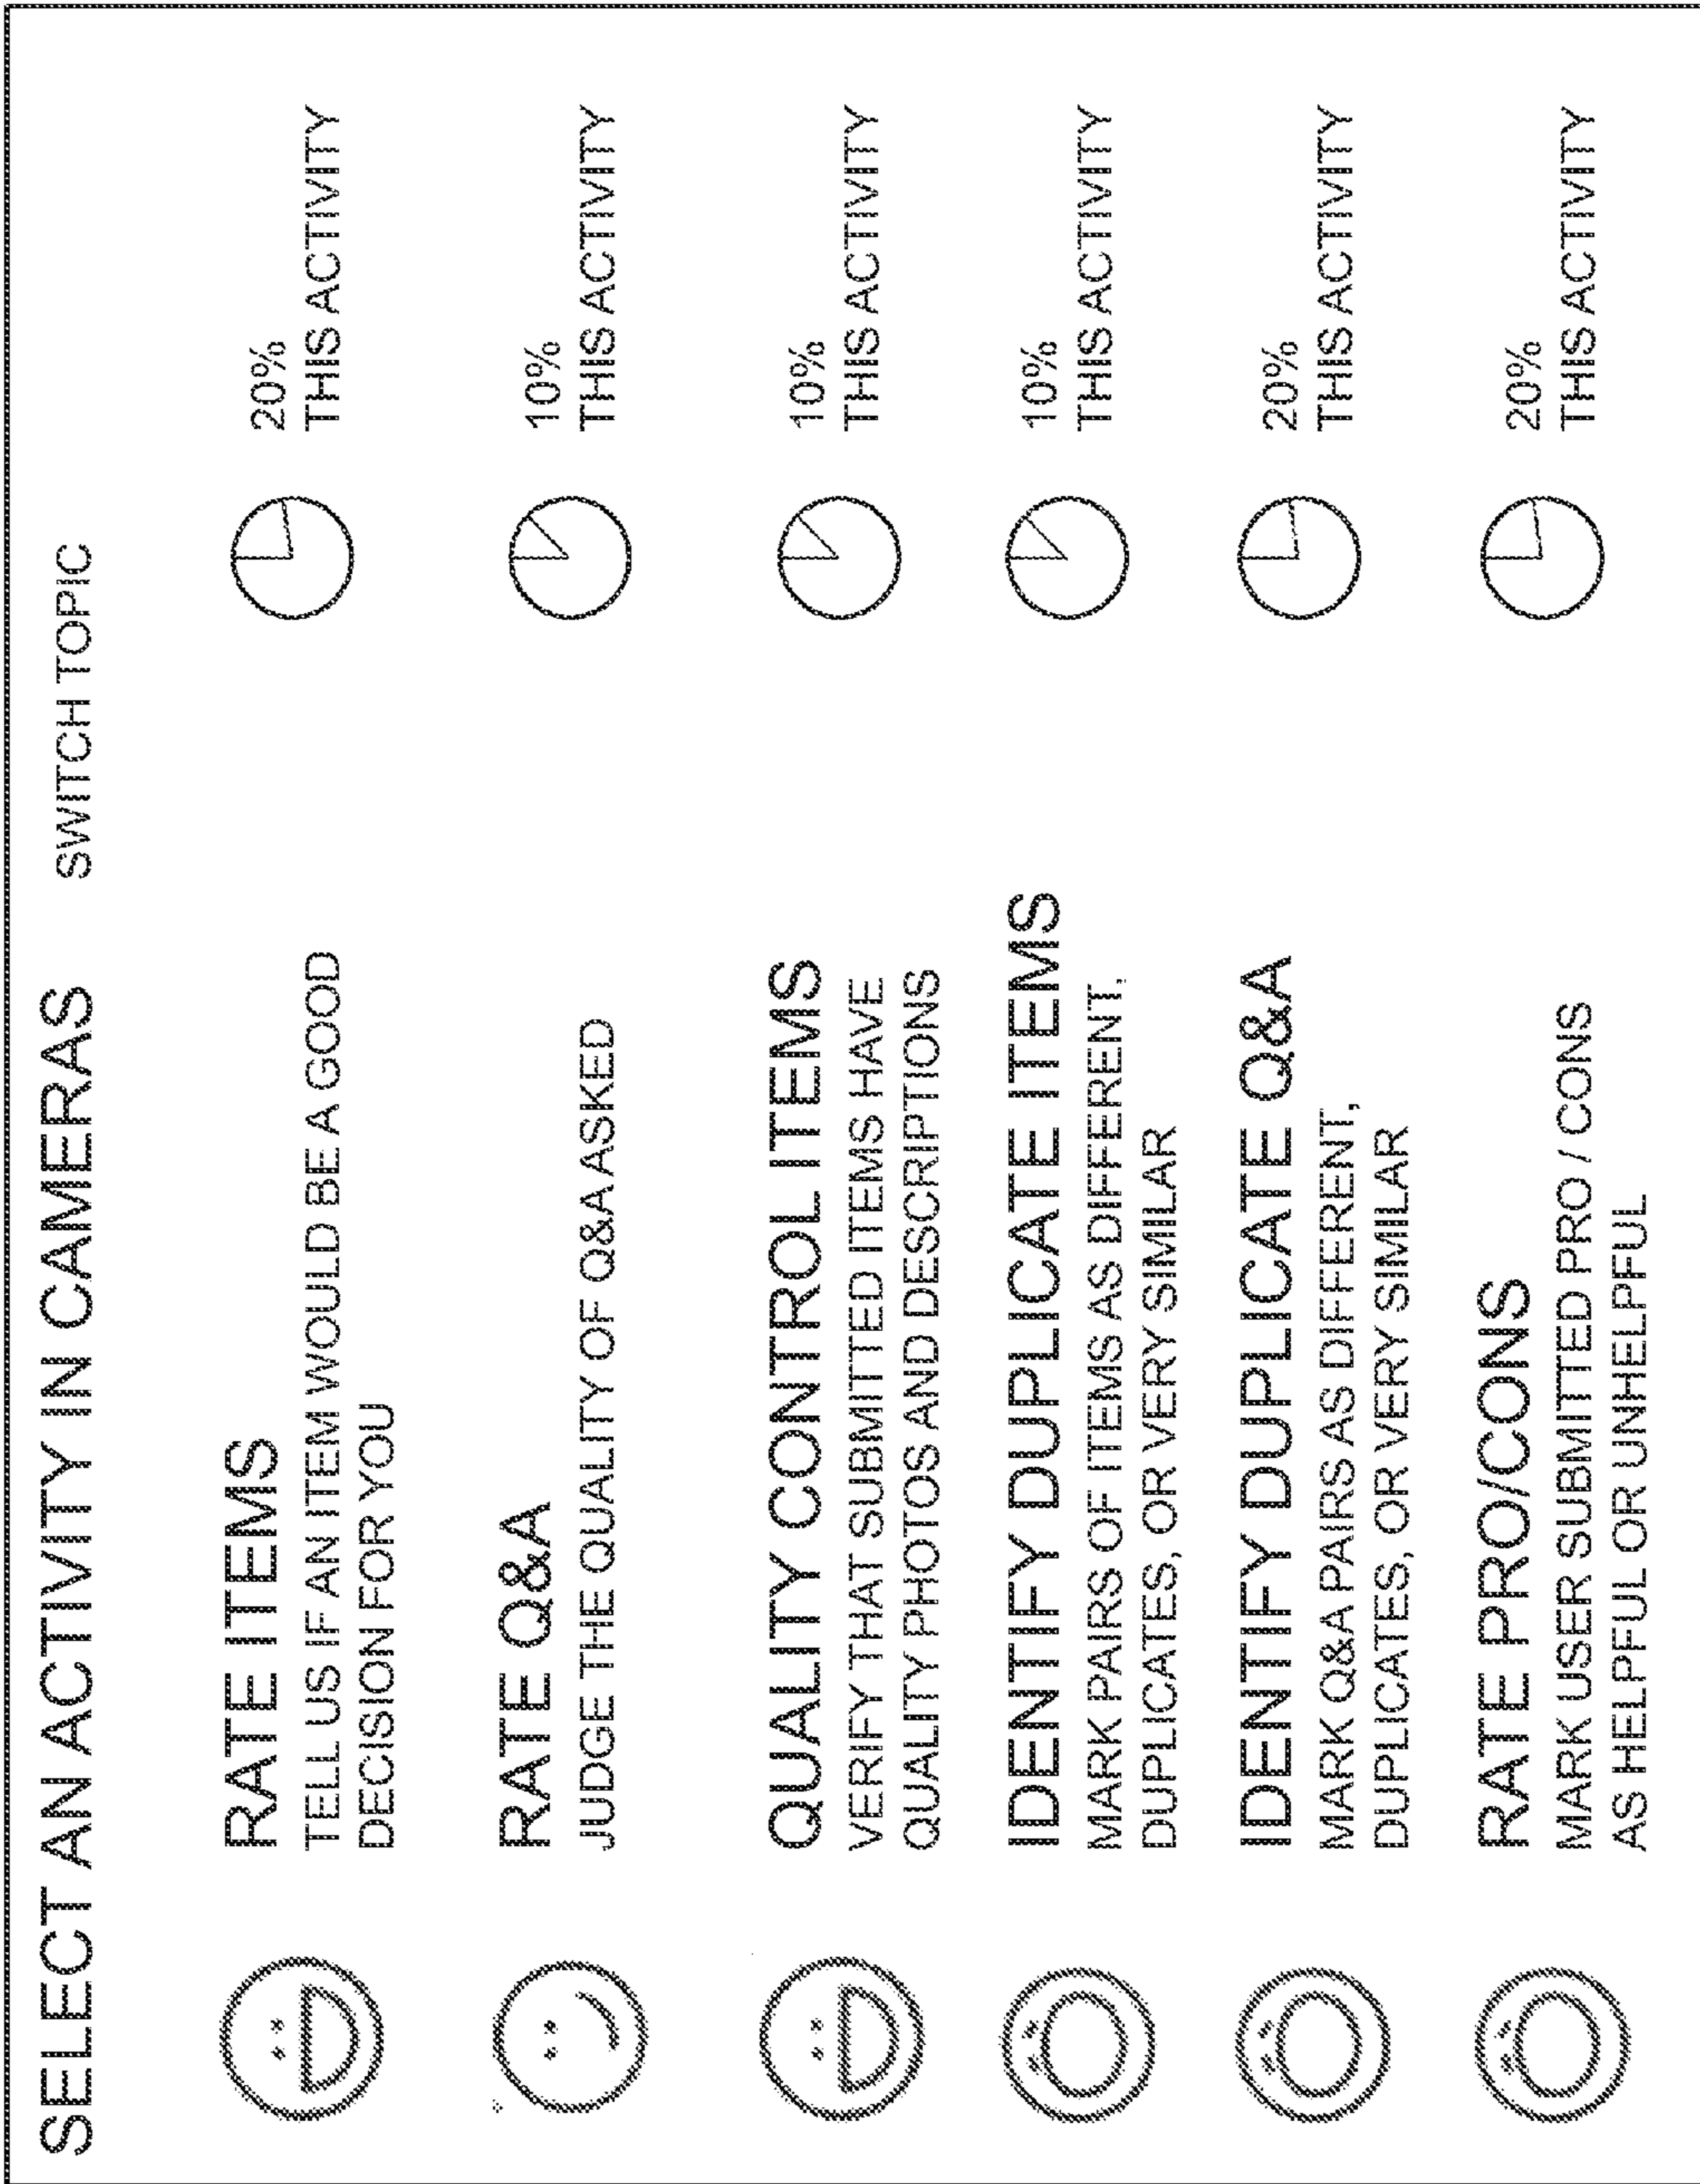 SELECT AN ACTIVITY IN CAMERAS SWITCH TOPIC
RATE ITEMS
TELL US IF AN ITEM WOULD BE A GOOD
DECISION FOR YOU
20%
THIS ACTIVITY
RATE Q&A
JUDGE THE QUALITY OF Q&A ASKED
10%
THIS ACTIVITY
QUALITY CONTROL ITEMS
VERIFY THAT SUBMITTED ITEMS HAVE
QUALITY PHOTOS AND DESCRIPTIONS
10%
THIS ACTIVITY
IDENTIFY DUPLICATE ITEMS
MARK PAIRS OF ITEMS AS DIFFERENT,
DUPLICATES, OR VERY SIMILAR
10%
THIS ACTIVITY
IDENTIFY DUPLICATE Q&A
MARK Q&A PAIRS AS DIFFERENT,
DUPLICATES, OR VERY SIMILAR
20%
THIS ACTIVITY
RATE PRO/CONS
MARK USER SUBMITTED PRO / CONS
AS HELPFUL OR UNHELPFUL
20%
THIS ACTIVITY